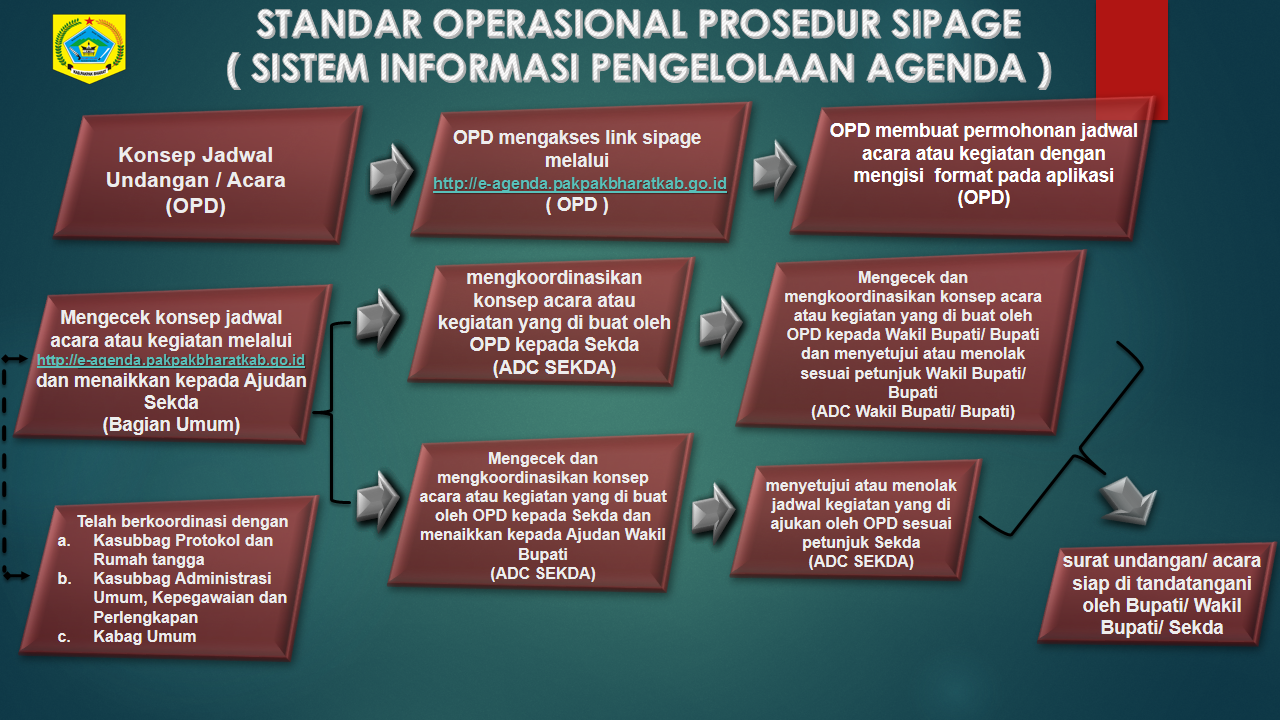 STANDAR OPERASIONAL PROSEDUR SIPAGE
( SISTEM INFORMASI PENGELOLAAN AGENDA )
KABUPATEN PAKPAK BHARAT
Konsep Jadwal
Undangan / Acara
(OPD)
OPD mengakses link sipage
melalui
http://e-agenda.pakpakbharatkab.go.id
( OPD )
OPD membuat permohonan jadwal
acara atau kegiatan dengan
mengisi format pada aplikasi
(OPD)
Mengecek konsep jadwal
acara atau kegiatan melalui
http://e-agenda.pakpakbharatkab.go.id
dan menaikkan kepada Ajudan
Sekda
(Bagian Umum)
mengkoordinasikan
konsep acara atau
kegiatan yang di buat oleh
OPD kepada Sekda
(ADC SEKDA)
Mengecek dan
mengkoordinasikan konsep acara
atau kegiatan yang di buat oleh
OPD kepada Wakil Bupati/ Bupati
dan menyetujui atau menolak
sesuai petunjuk Wakil Bupati/
Bupati
(ADC Wakil Bupati/ Bupati)
Telah berkoordinasi dengan
a. Kasubbag Protokol dan
Rumah tangga
b. Kasubbag Administrasi
Umum, Kepegawaian dan
Perlengkapan
c. Kabag Umum
Mengecek dan
mengkoordinasikan konsep
acara atau kegiatan yang di buat
oleh OPD kepada Sekda dan
menaikkan kepada Ajudan Wakil
Bupati
(ADC SEKDA)
menyetujui atau menolak
jadwal kegiatan yang di
ajukan oleh OPD sesuai
petunjuk Sekda
(ADC SEKDA)
surat undangan/ acara
siap di tandatangani
oleh Bupati/ Wakil
Bupati/ Sekda